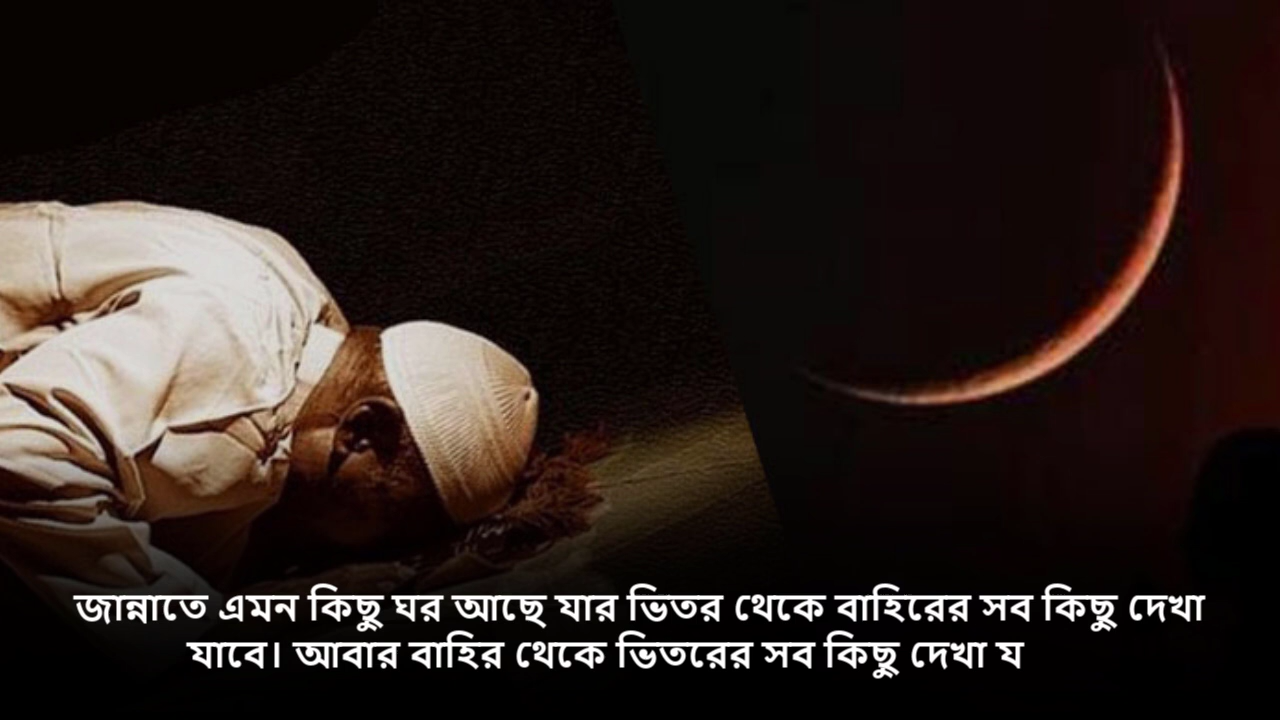 জান্নাতে এমন কিছু ঘর আছে যার ভিতর থেকে বাহিরের সব কিছু দেখা
যাবে। আবার বাহির থেকে ভিতরের সব কিছু দেখা য